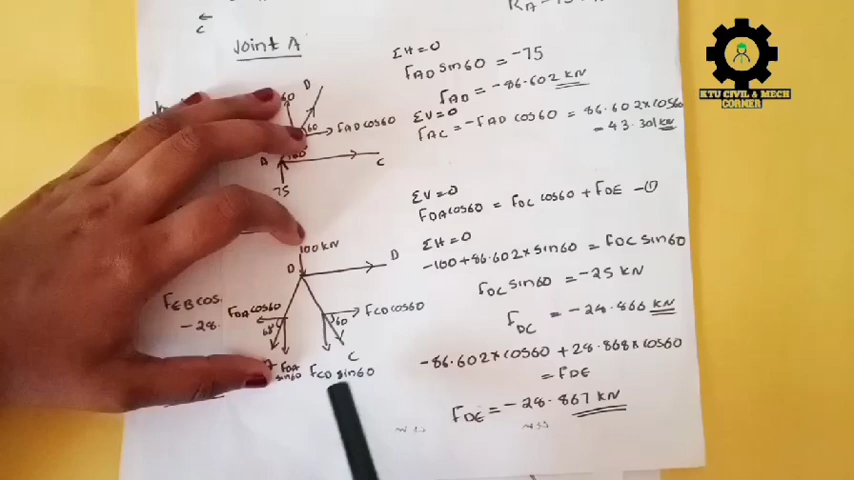 C
Joint A
ΣH=0
FAD sin60 = -75
FAD = -86.602 KN
ΣV=0
FAC = -FAD cos60 = 86.602×cos60
= 43.301 KN
D
60
FAD cos60
A
C
75
ΣV=0
FDA cos60 = FDC cos60 + FDE -①
ΣH=0
-100+86.602×sin60 = FDC sin60
FDC sin60 = -25 KN
FDC = -28.866 KN
-86.602×cos60 + 28.868×cos60
= FDE
FDE = -28.867 KN
100 KN
D
D
FEB cos
-28.
FDA cos60
FCD cos60
60
C
FDA sin60
FCD sin60
KTU CIVIL & MECH
CORNER